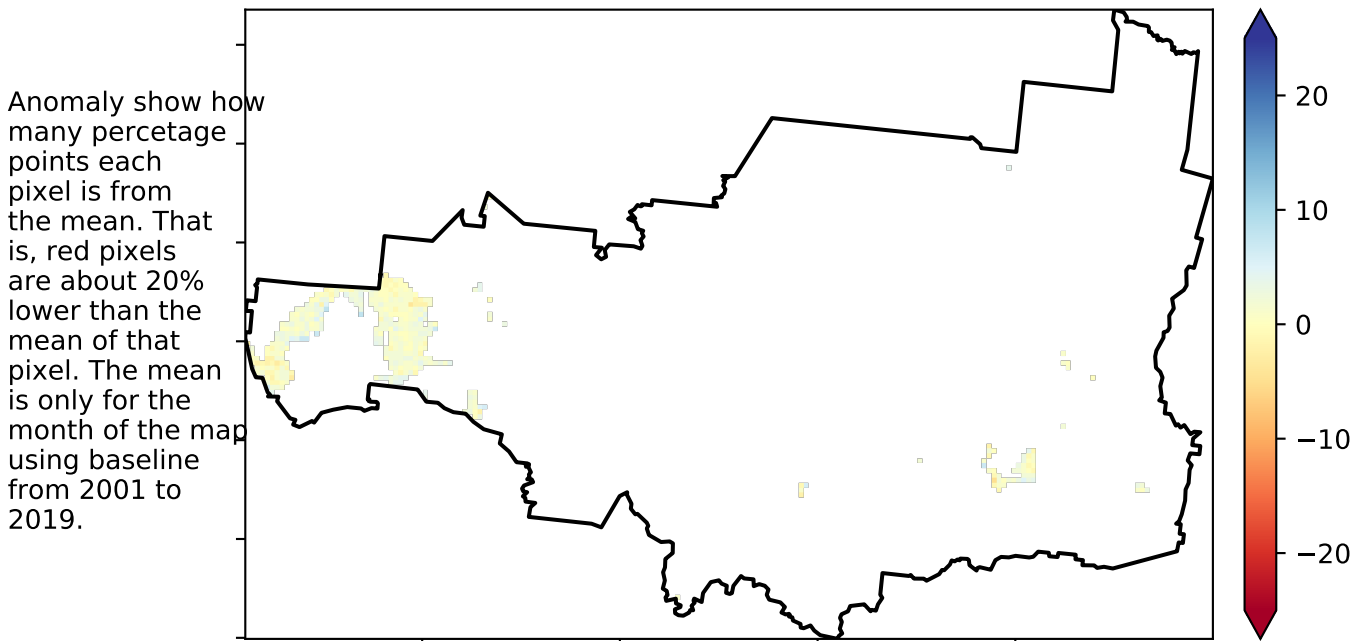 Anomaly show how
many percetage
points each
pixel is from
the mean. That
is, red pixels
are about 20%
lower than the
mean of that
pixel. The mean
is only for the
month of the map
using baseline
from 2001 to
2019.
20
10
0
−10
−20